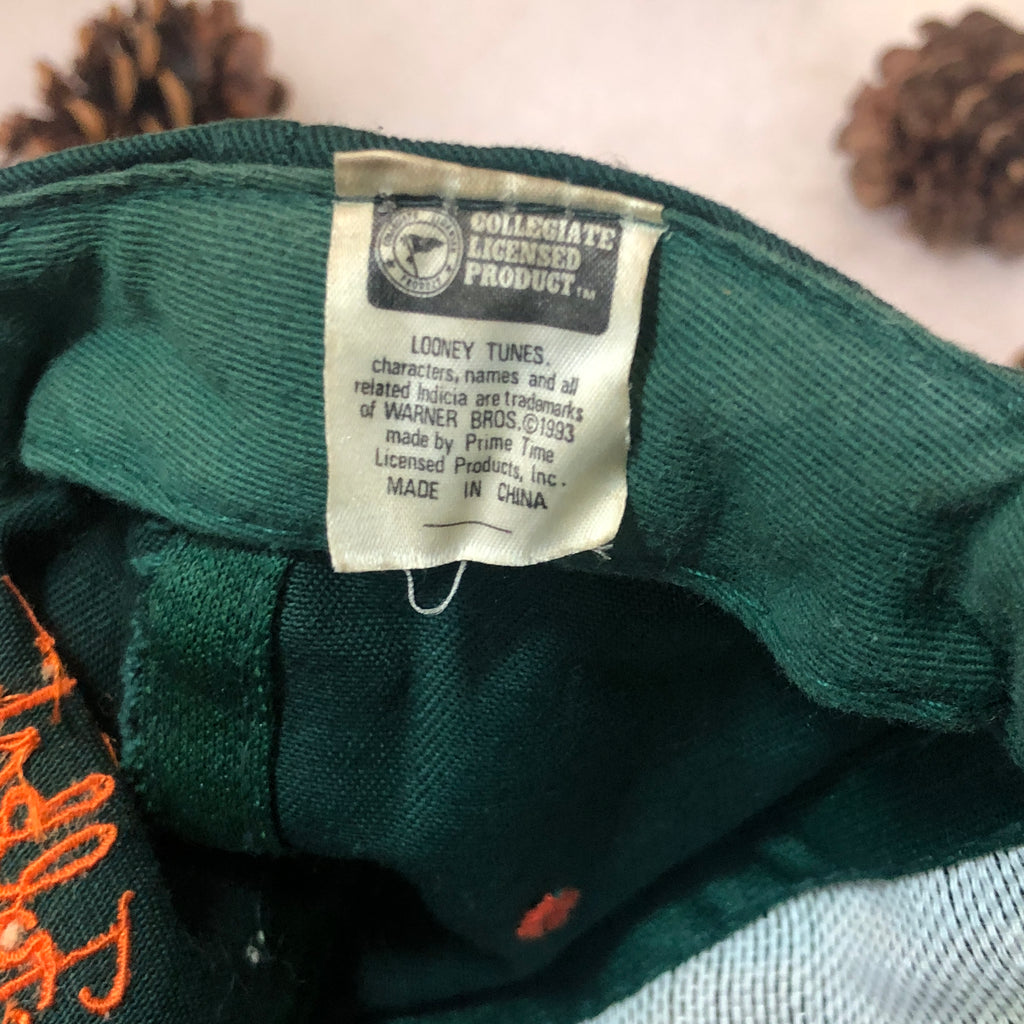 COLLEGIATE
LICENSED
PRODUCT™
LOONEY TUNES.
characters, names and all
related Indicia are trademarks
of WARNER BROS.©1993
made by Prime Time
Licensed Products, Inc.
MADE IN CHINA